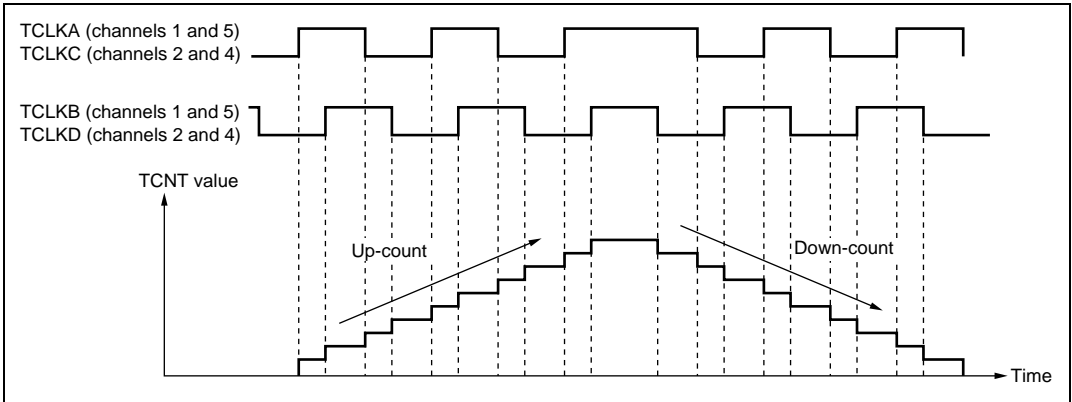 TCLKA (channels 1 and 5)
TCLKC (channels 2 and 4)
TCLKB (channels 1 and 5)
TCLKD (channels 2 and 4)
TCNT value
Up-count
Down-count
Time